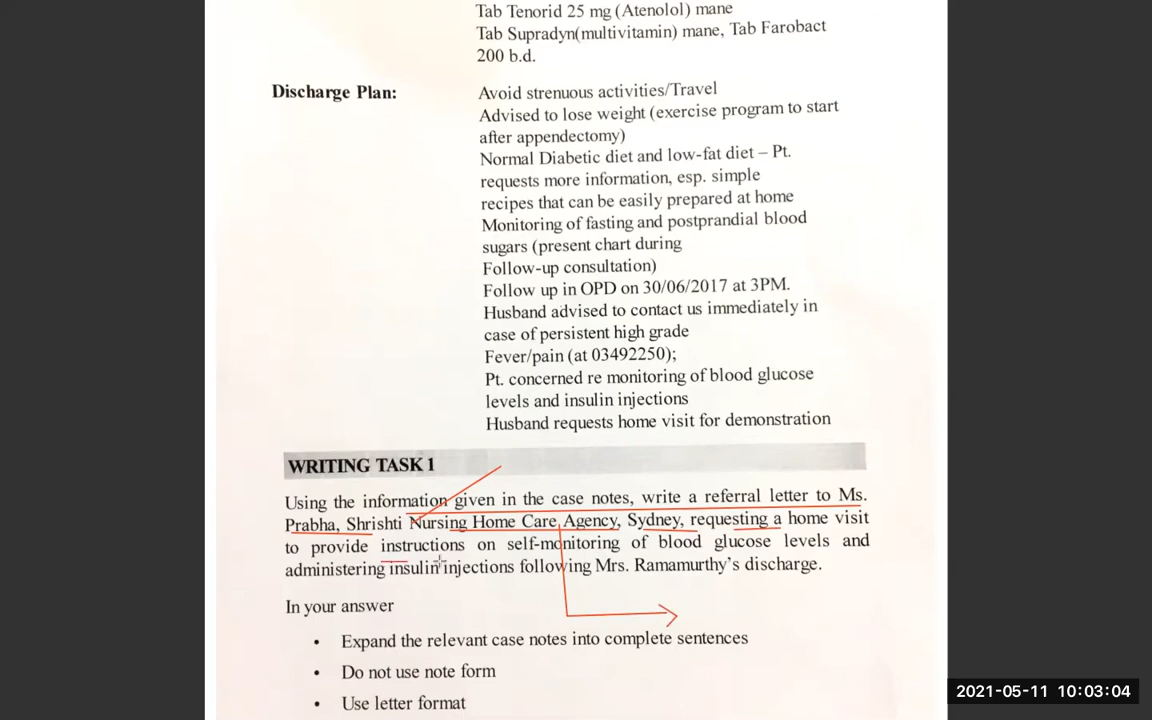 Tab Tenorid 25 mg (Atenolol) mane
Tab Supradyn(multivitamin) mane, Tab Farobact
200 b.d.
Discharge Plan:
Avoid strenuous activities/Travel
Advised to lose weight (exercise program to start
after appendectomy)
Normal Diabetic diet and low-fat diet – Pt.
requests more information, esp. simple
recipes that can be easily prepared at home
Monitoring of fasting and postprandial blood
sugars (present chart during
Follow-up consultation)
Follow up in OPD on 30/06/2017 at 3PM.
Husband advised to contact us immediately in
case of persistent high grade
Fever/pain (at 03492250);
Pt. concerned re monitoring of blood glucose
levels and insulin injections
Husband requests home visit for demonstration
WRITING TASK 1
Using the information given in the case notes, write a referral letter to Ms.
Prabha, Shrishti Nursing Home Care Agency, Sydney, requesting a home visit
to provide instructions on self-monitoring of blood glucose levels and
administering insulin injections following Mrs. Ramamurthy's discharge.
In your answer
• Expand the relevant case notes into complete sentences
• Do not use note form
• Use letter format
2021-05-11 10:03:04